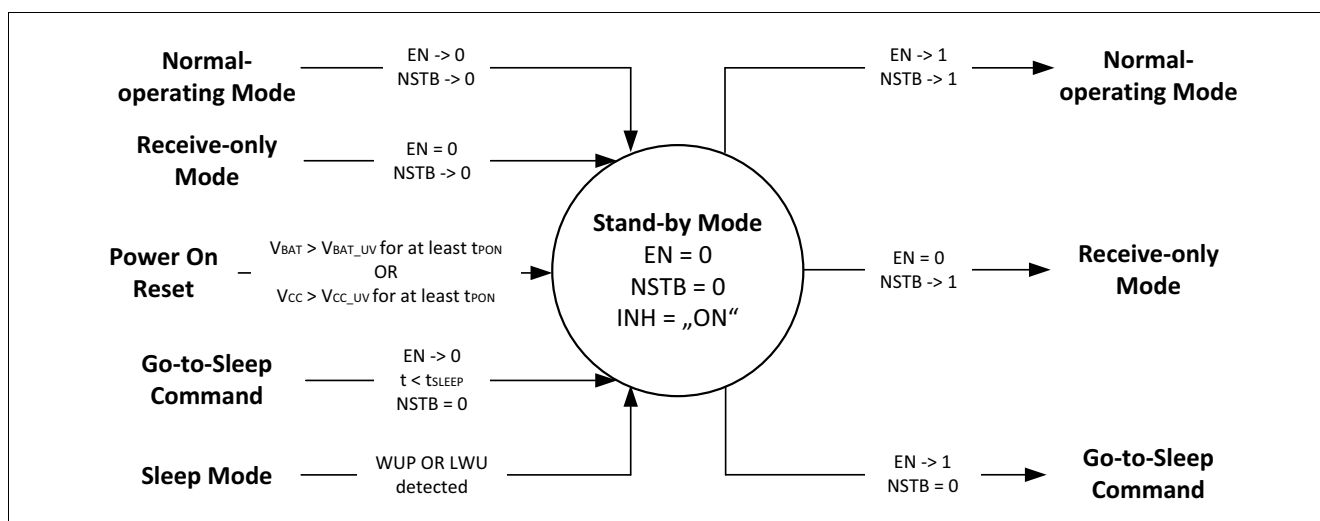 Normal-
operating Mode
EN -> 0
NSTB -> 0
Receive-only
Mode
EN = 0
NSTB -> 0
Power On
Reset
VBAT > VBAT_UV for at least tPON
OR
VCC > VCC_UV for at least tPON
Go-to-Sleep
Command
EN -> 0
t < tSLEEP
NSTB = 0
Sleep Mode
WUP OR LWU
detected
Stand-by Mode
EN = 0
NSTB = 0
INH = „ON“
EN -> 1
NSTB -> 1
Normal-
operating Mode
EN = 0
NSTB -> 1
Receive-only
Mode
EN -> 1
NSTB = 0
Go-to-Sleep
Command